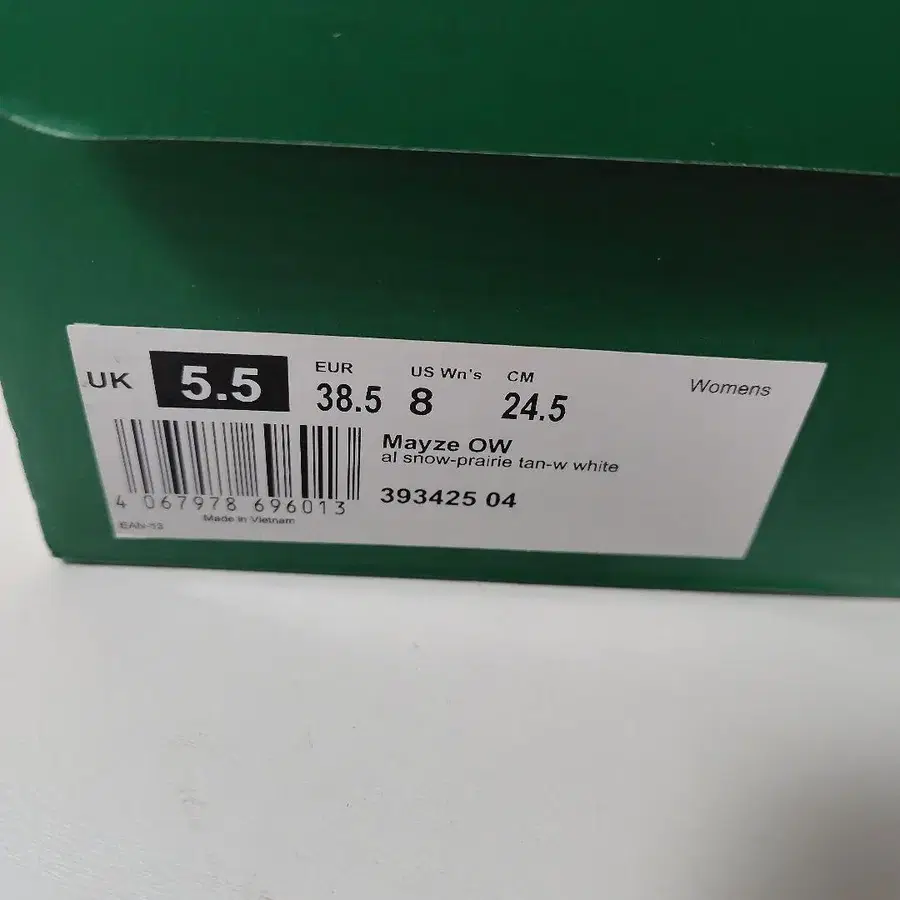 UK 5.5
EUR 38.5
US Wn's 8
CM 24.5
Womens
Mayze OW
al snow-prairie tan-w white
393425 04
4 067978 696013
EAN-13
Made in Vietnam